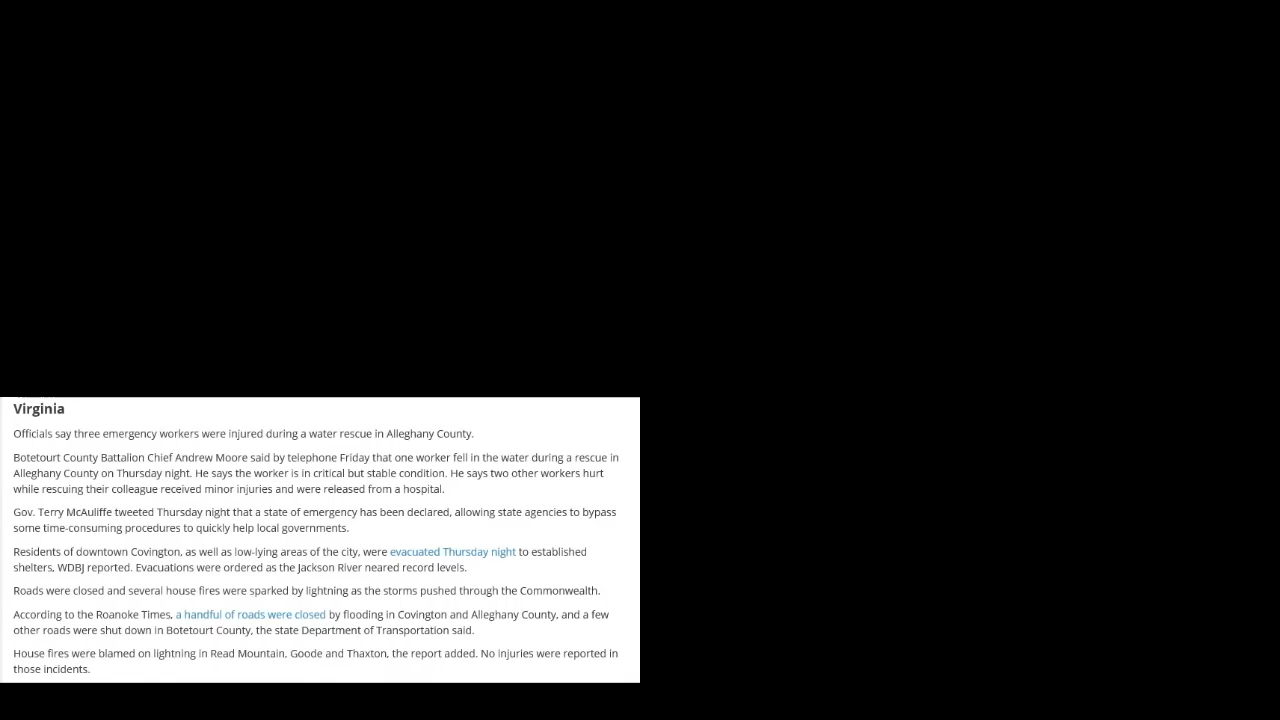 Virginia
Officials say three emergency workers were injured during a water rescue in Alleghany County.
Botetourt County Battalion Chief Andrew Moore said by telephone Friday that one worker fell in the water during a rescue in
Alleghany County on Thursday night. He says the worker is in critical but stable condition. He says two other workers hurt
while rescuing their colleague received minor injuries and were released from a hospital.
Gov. Terry McAuliffe tweeted Thursday night that a state of emergency has been declared, allowing state agencies to bypass
some time-consuming procedures to quickly help local governments.
Residents of downtown Covington, as well as low-lying areas of the city, were evacuated Thursday night to established
shelters, WDBJ reported. Evacuations were ordered as the Jackson River neared record levels.
Roads were closed and several house fires were sparked by lightning as the storms pushed through the Commonwealth.
According to the Roanoke Times, a handful of roads were closed by flooding in Covington and Alleghany County, and a few
other roads were shut down in Botetourt County, the state Department of Transportation said.
House fires were blamed on lightning in Read Mountain, Goode and Thaxton, the report added. No injuries were reported in
those incidents.